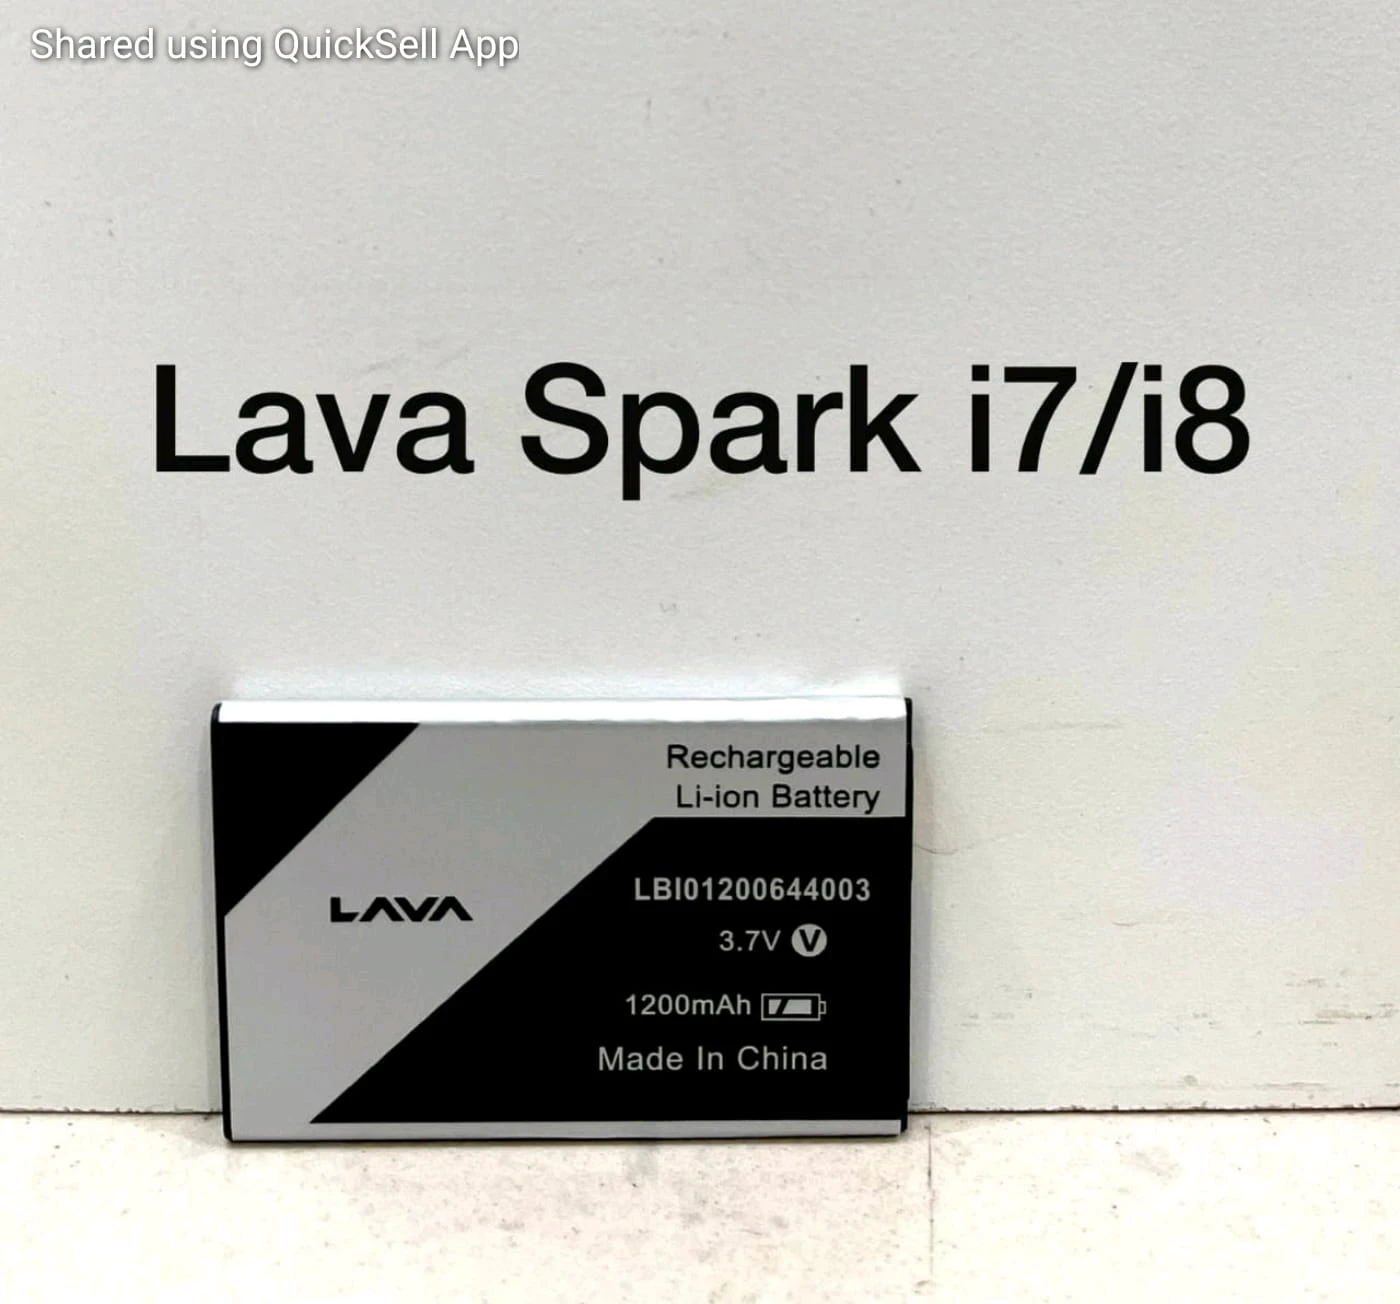 Shared using QuickSell App
Lava Spark i7/i8
Rechargeable
Li-ion Battery
LAVA
LBI01200644003
3.7V V
1200mAh
Made In China